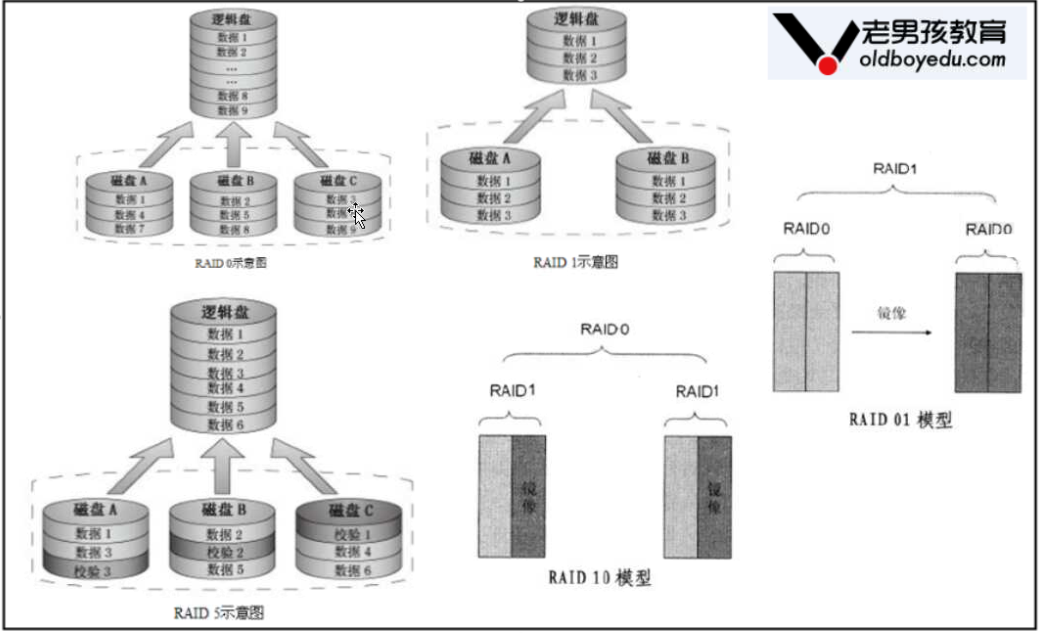 逻辑盘
数据 1
数据 2
...
...
数据 8
数据 9
磁盘A
数据 1
数据 4
数据 7
磁盘B
数据 2
数据 5
数据 8
磁盘C
数据
数据
数据 9
RAID 0示意图
逻辑盘
数据 1
数据 2
数据 3
磁盘A
数据 1
数据 2
数据 3
磁盘B
数据 1
数据 2
数据 3
RAID 1示意图
老男孩教育
oldboyedu.com
RAID1
RAID0
RAID0
镜像
RAID 01 模型
逻辑盘
数据 1
数据 2
数据 3
数据 4
数据 5
数据 6
磁盘A
数据 1
数据 3
校验 3
磁盘B
数据 2
校验 2
数据 5
磁盘C
校验 1
数据 4
数据 6
RAID 5示意图
RAID0
RAID1
RAID1
镜像
镜像
RAID 10 模型